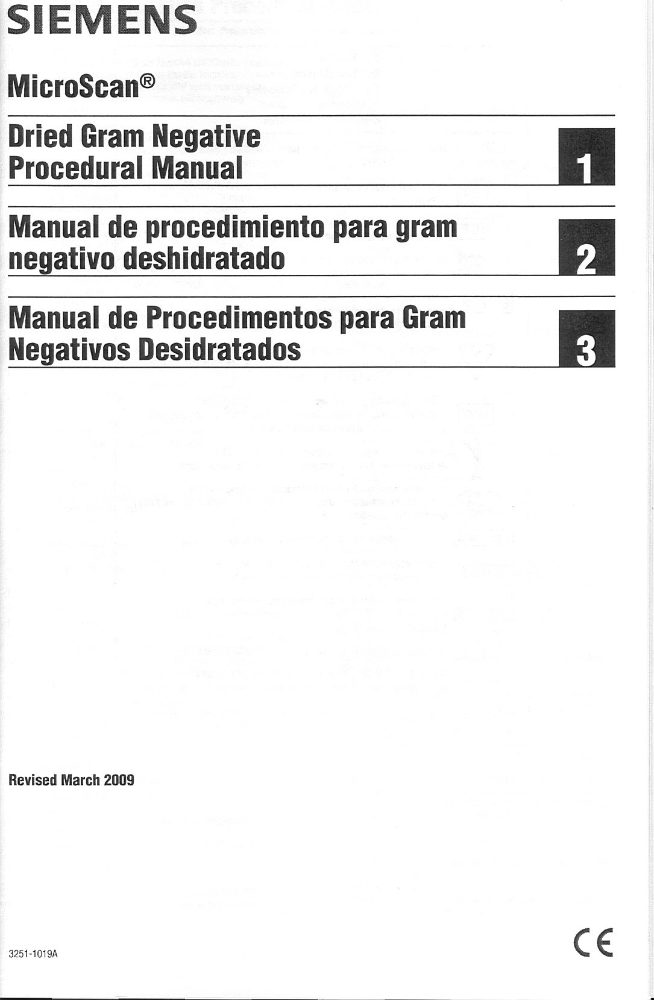 SIEMENS
MicroScan®
Dried Gram Negative
Procedural Manual
1
Manual de procedimiento para gram
negativo deshidratado
2
Manual de Procedimentos para Gram
Negativos Desidratados
3
Revised March 2009
3251-1019A
CE